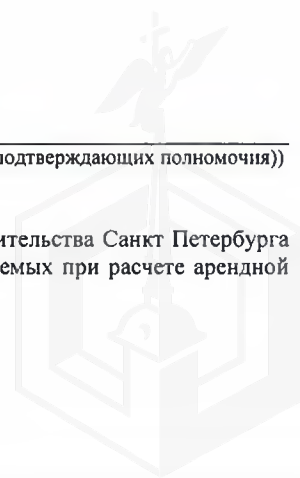 подтверждающих полномочия))
ительства Санкт Петербурга
емых при расчете арендной